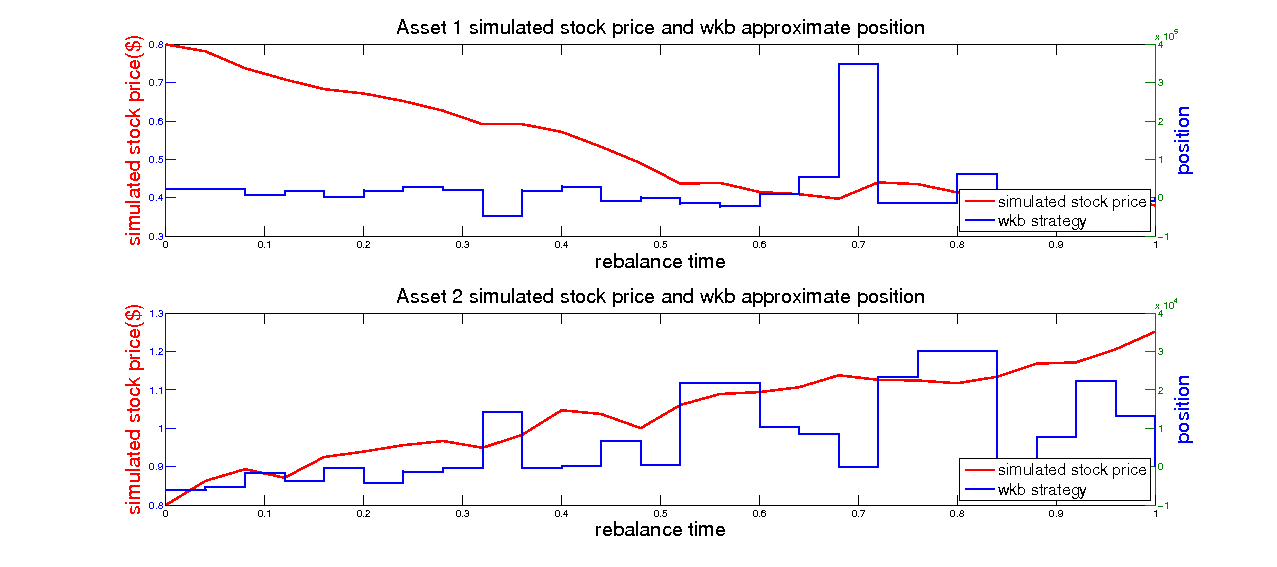 Asset 1 simulated stock price and wkb approximate position
simulated stock price($)
0.8
0.7
0.6
0.5
0.4
0.3
x 10^5
4
3
2
1
0
−1
position
simulated stock price
wkb strategy
0 0.1 0.2 0.3 0.4 0.5 0.6 0.7 0.8 0.9 1
rebalance time
Asset 2 simulated stock price and wkb approximate position
simulated stock price($)
1.3
1.2
1.1
1
0.9
0.8
x 10^4
4
3
2
1
0
−1
position
simulated stock price
wkb strategy
0 0.1 0.2 0.3 0.4 0.5 0.6 0.7 0.8 0.9 1
rebalance time